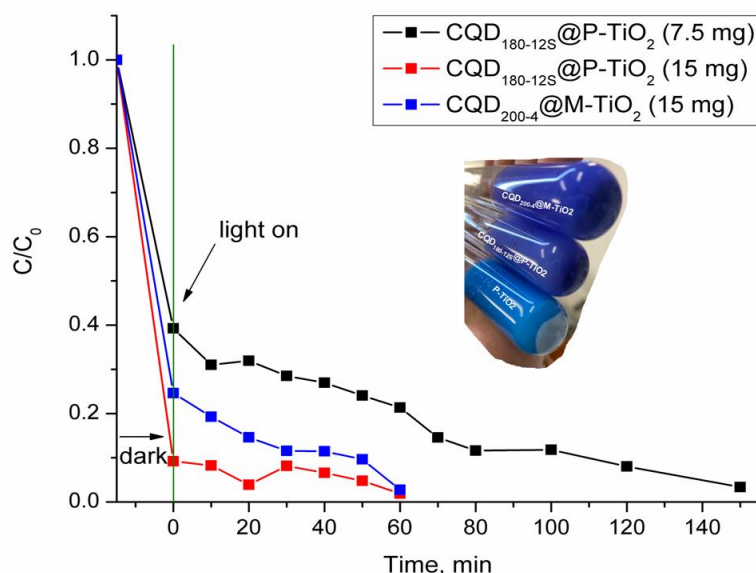 CQD180-12S@P-TiO2 (7.5 mg)
CQD180-12S@P-TiO2 (15 mg)
CQD200-4@M-TiO2 (15 mg)
1.0
0.8
0.6
0.4
0.2
0.0
C/C0
light on
dark
CQD200-4@M-TiO2
CQD180-12S@P-TiO2
P-TiO2
0 20 40 60 80 100 120 140
Time, min